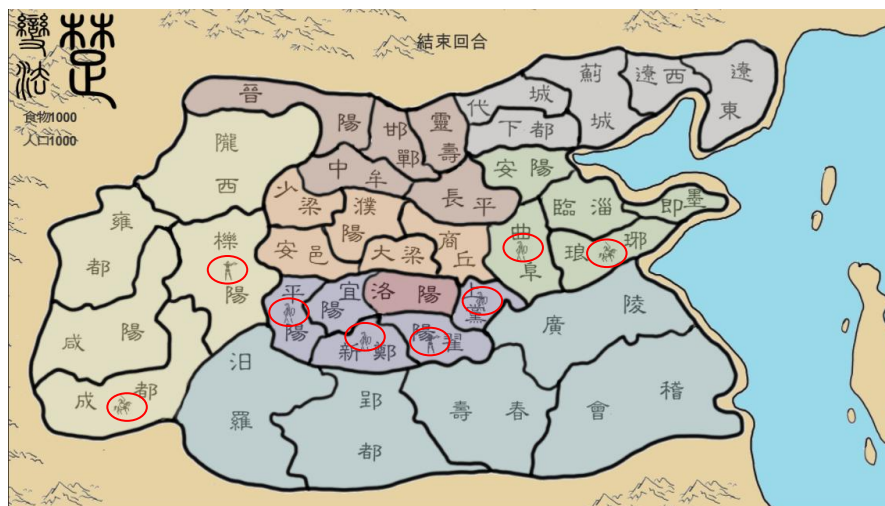 楚
變法
結束回合
食物1000
人口1000
晉陽
邯鄲
靈壽
代城
下都
薊城
遼西
遼東
隴西
中牟
長平
安陽
少梁
濮陽
臨淄
即墨
雍都
櫟陽
安邑
大梁
商丘
曲阜
琅琊
咸陽
平陽
宜陽
洛陽
上黨
廣陵
新鄭
陽翟
成都
汨羅
郢都
壽春
會稽